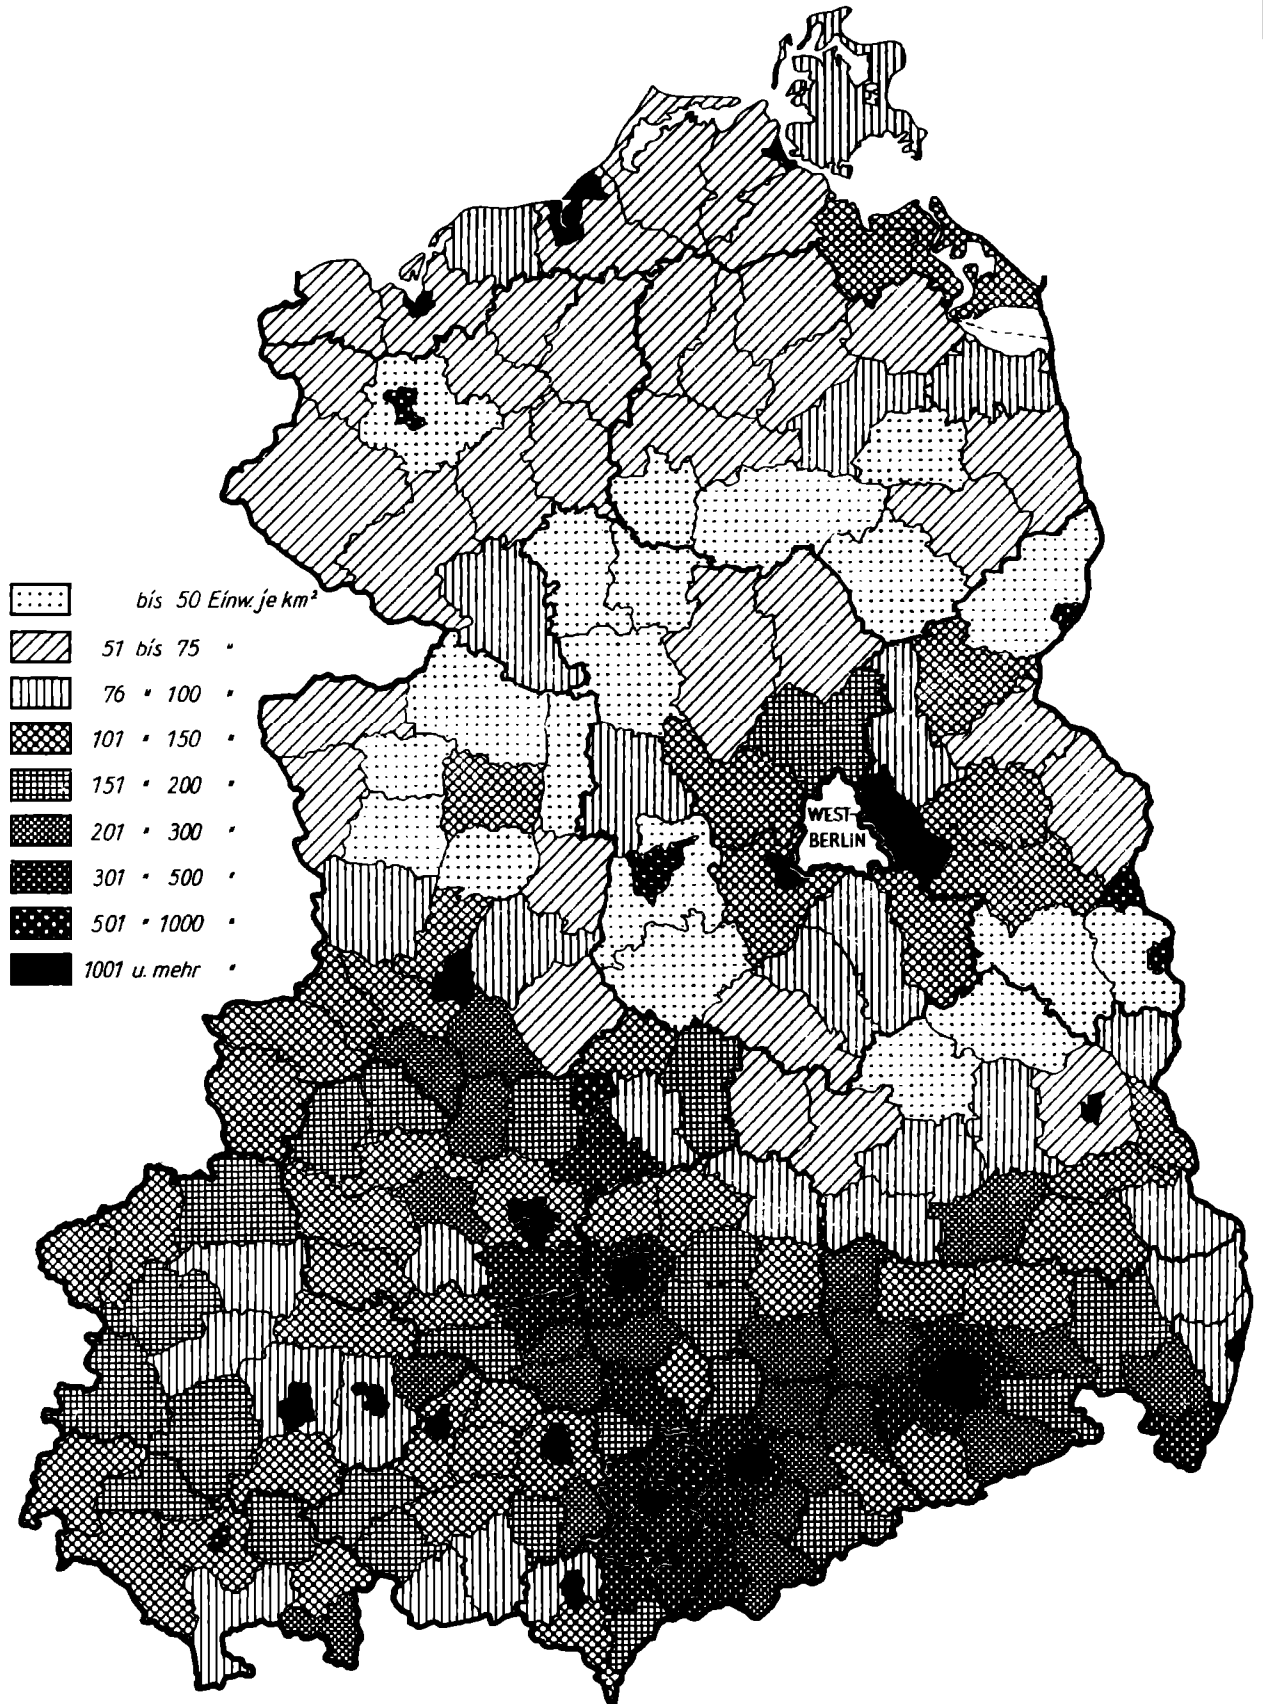 bis 50 Einw. je km²
51 bis 75 "
76 " 100 "
101 " 150 "
151 " 200 "
201 " 300 "
301 " 500 "
501 " 1000 "
1001 u. mehr "
WEST-
BERLIN